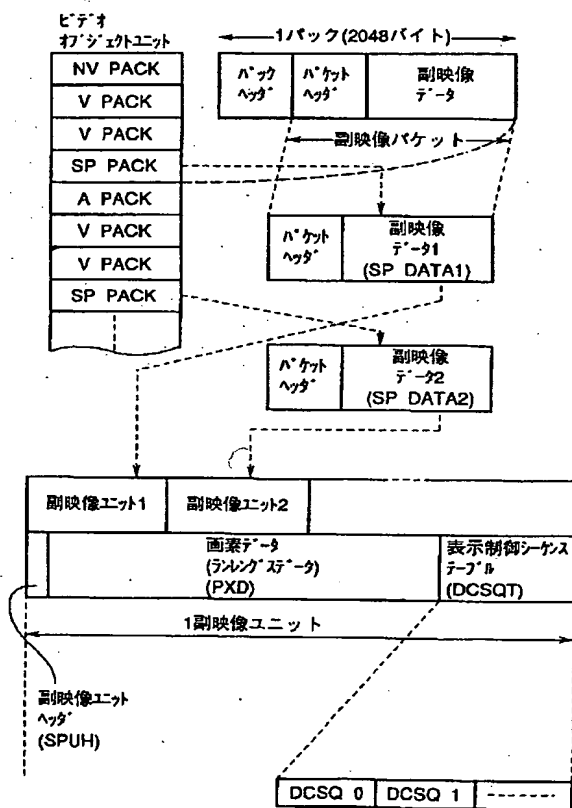 ビデオ
オブジェクトユニット
NV PACK
V PACK
V PACK
SP PACK
A PACK
V PACK
V PACK
SP PACK
1パック(2048バイト)
パック
ヘッダ
パケット
ヘッダ
副映像
データ
副映像パケット
パケット
ヘッダ
副映像
データ1
(SP DATA1)
パケット
ヘッダ
副映像
データ2
(SP DATA2)
副映像ユニット1
副映像ユニット2
画素データ
(ランレングスデータ)
(PXD)
表示制御シーケンス
テーブル
(DCSQT)
1副映像ユニット
副映像ユニット
ヘッダ
(SPUH)
DCSQ 0
DCSQ 1